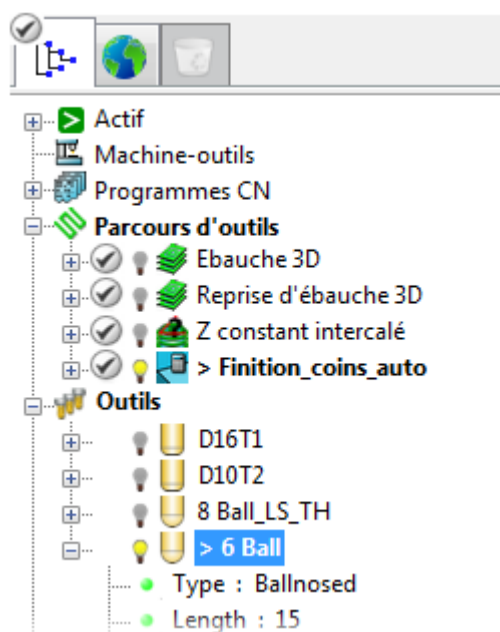 Actif
Machine-outils
Programmes CN
Parcours d'outils
Ebauche 3D
Reprise d'ébauche 3D
Z constant intercalé
> Finition_coins_auto
Outils
D16T1
D10T2
8 Ball_LS_TH
> 6 Ball
Type : Ballnosed
Length : 15